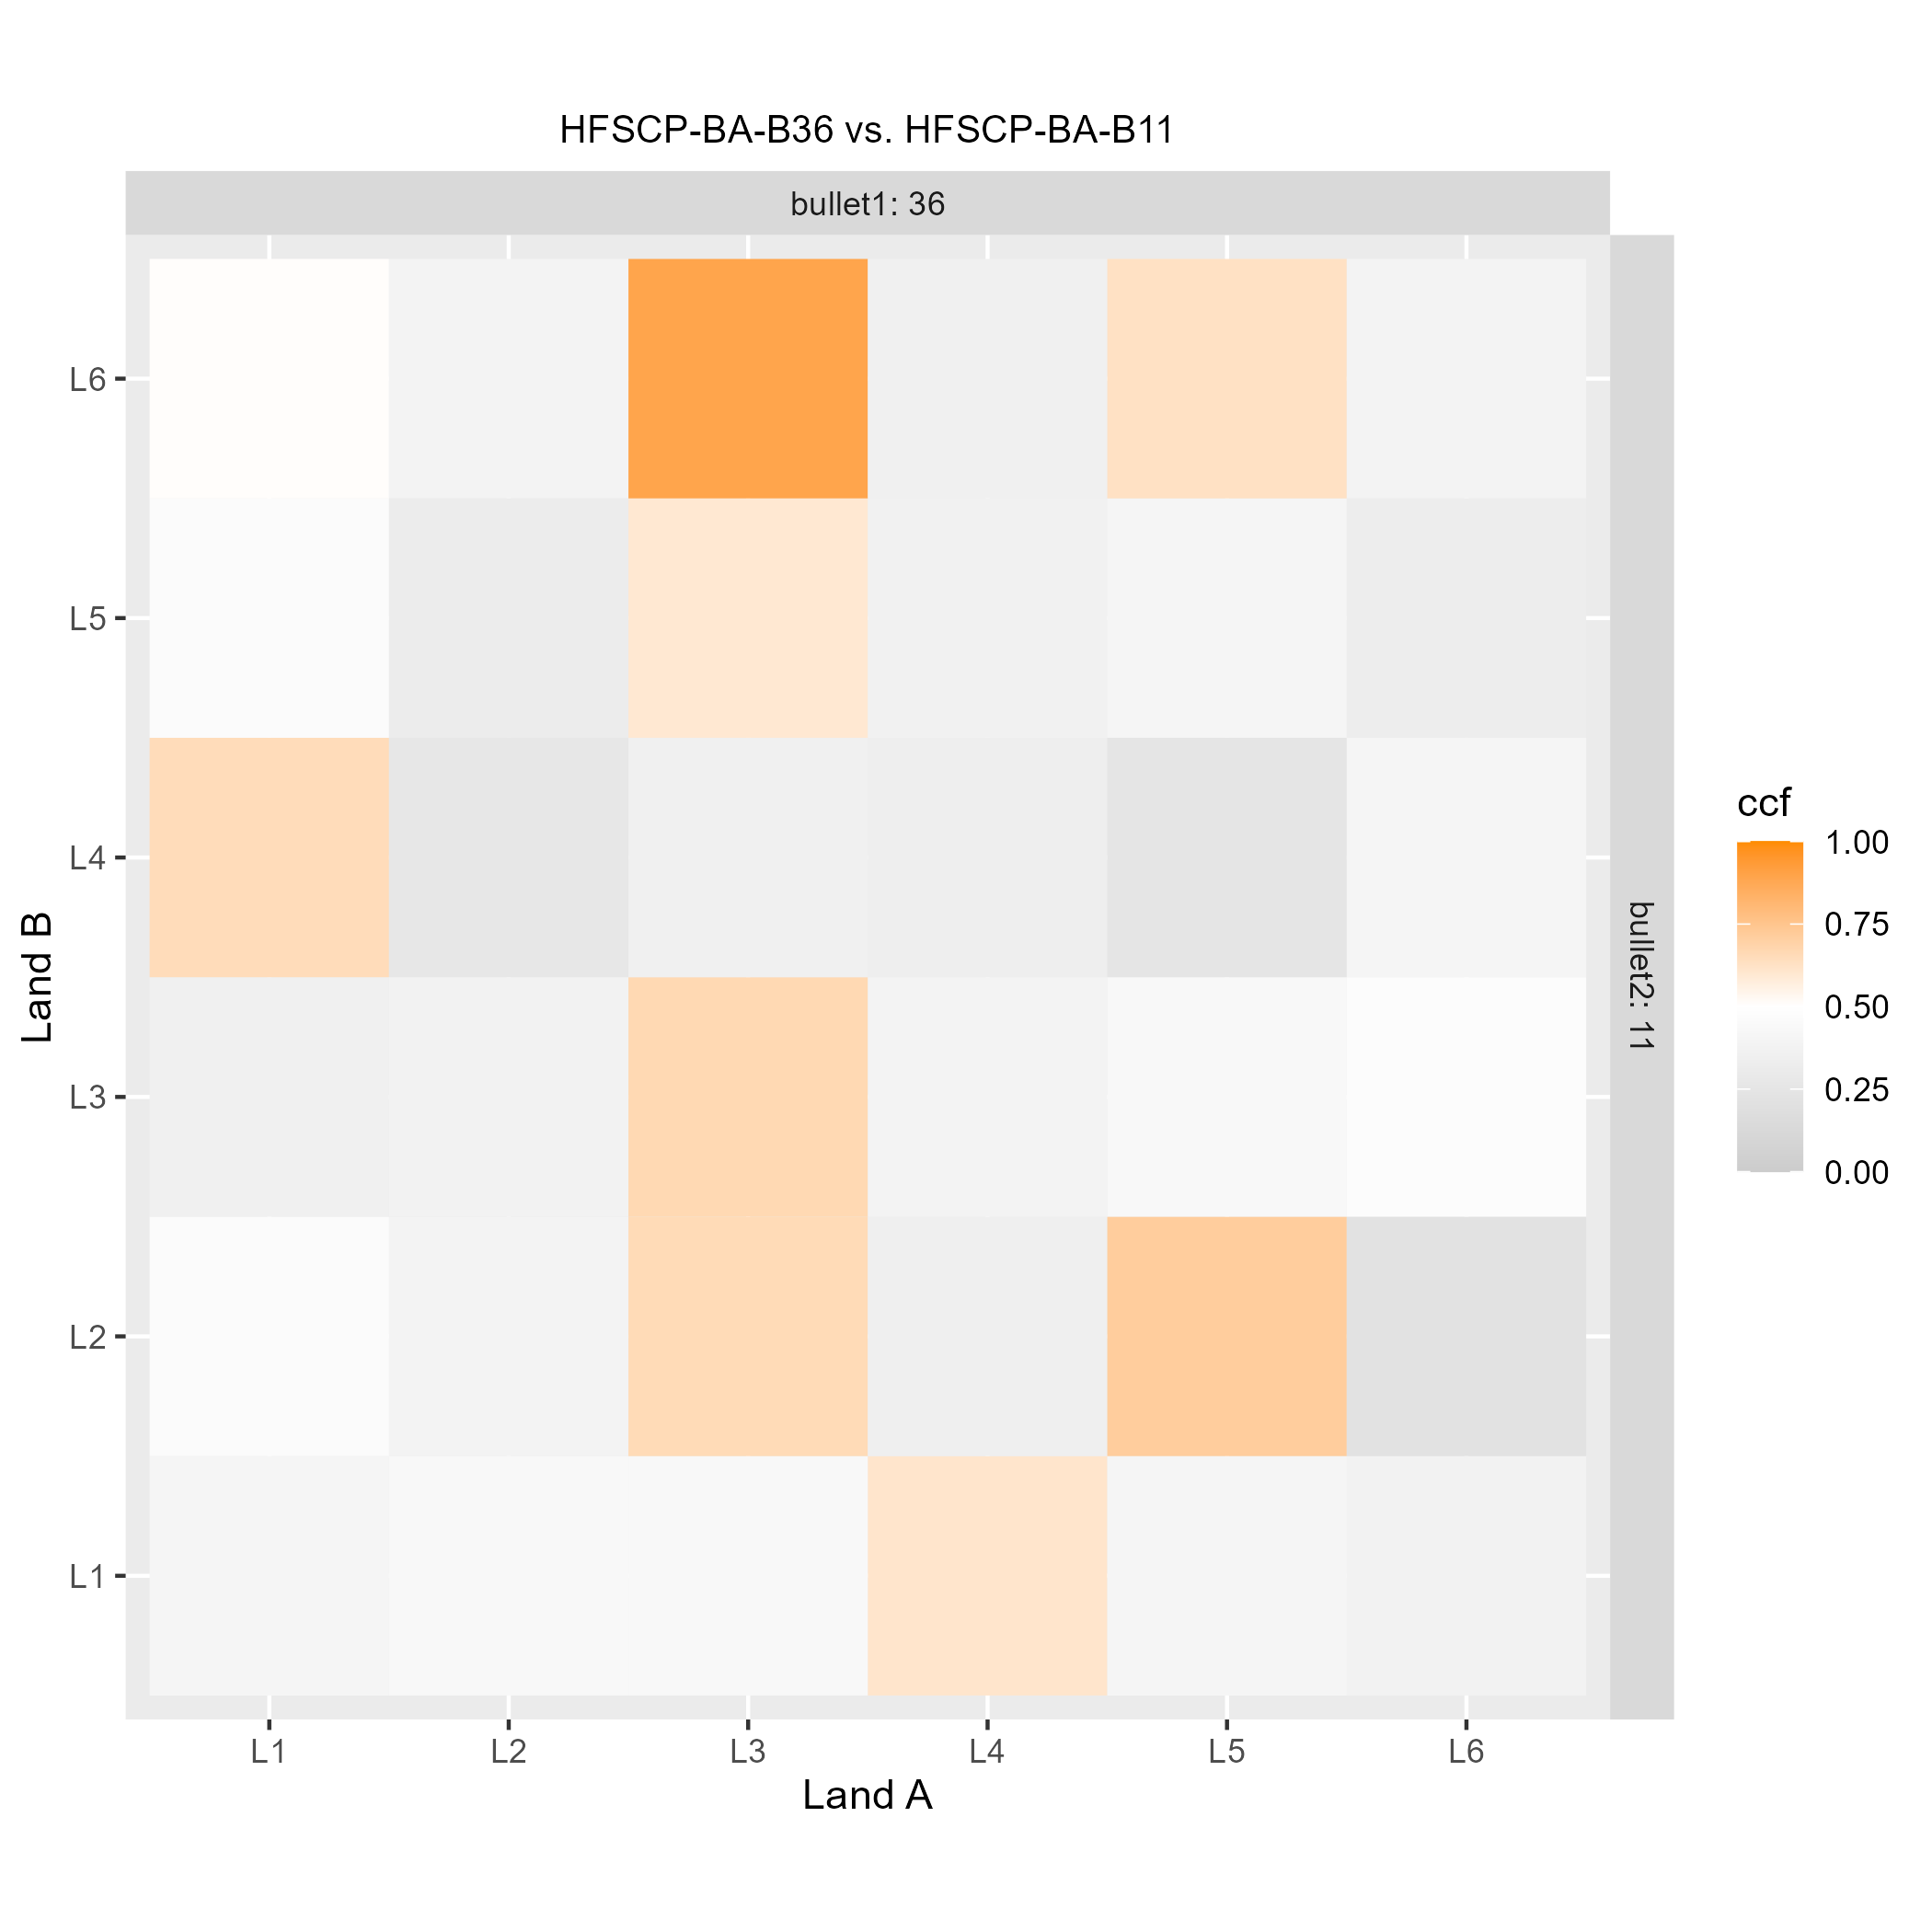 HFSCP-BA-B36 vs. HFSCP-BA-B11
bullet1: 36
L6
L5
L4
L3
L2
L1
Land B
bullet2: 11
L1 L2 L3 L4 L5 L6
Land A
ccf
1.00
0.75
0.50
0.25
0.00